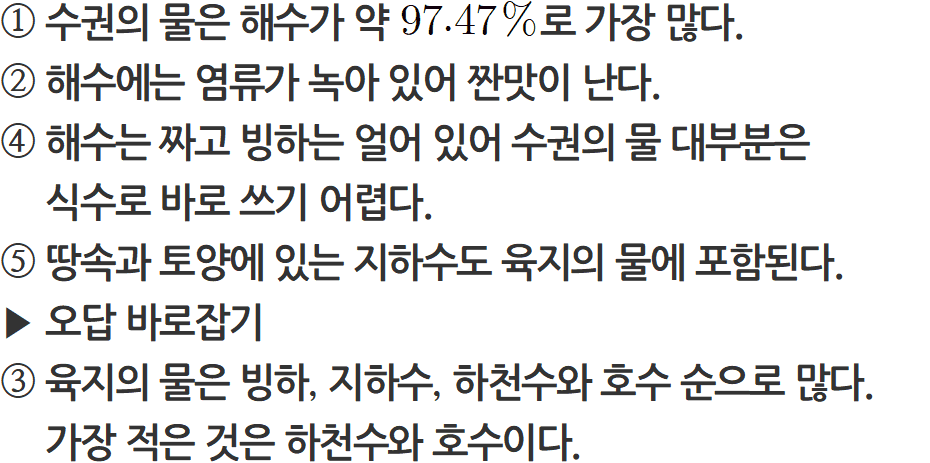 ① 수권의 물은 해수가 약 97.47%로 가장 많다.
② 해수에는 염류가 녹아 있어 짠맛이 난다.
④ 해수는 짜고 빙하는 얼어 있어 수권의 물 대부분은
식수로 바로 쓰기 어렵다.
⑤ 땅속과 토양에 있는 지하수도 육지의 물에 포함된다.
▶ 오답 바로잡기
③ 육지의 물은 빙하, 지하수, 하천수와 호수 순으로 많다.
가장 적은 것은 하천수와 호수이다.